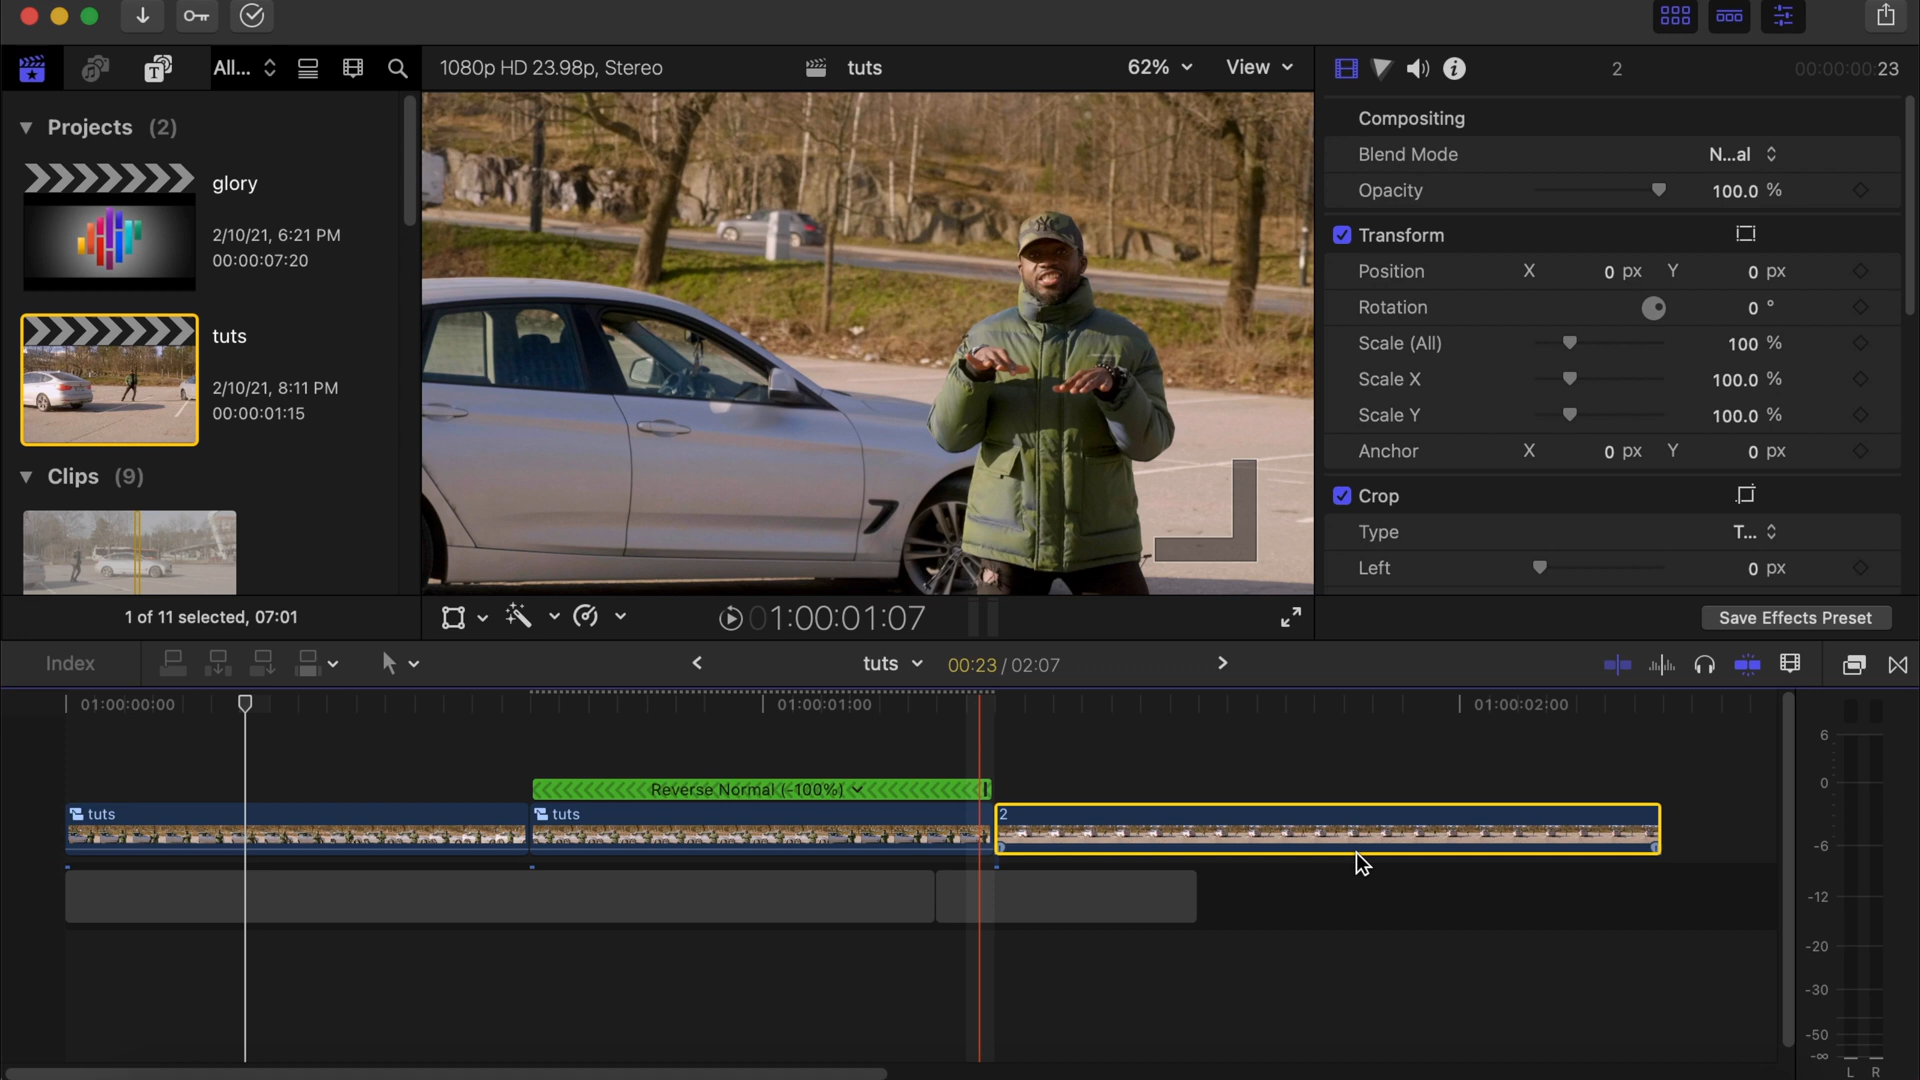 All...
1080p HD 23.98p, Stereo
tuts
62%
View
2
00:00:00:23
Projects (2)
glory
2/10/21, 6:21 PM
00:00:07:20
tuts
2/10/21, 8:11 PM
00:00:01:15
Clips (9)
1 of 11 selected, 07:01
01:00:01:07
Compositing
Blend Mode N...al
Opacity 100.0 %
Transform
Position X 0 px Y 0 px
Rotation 0 °
Scale (All) 100 %
Scale X 100.0 %
Scale Y 100.0 %
Anchor X 0 px Y 0 px
Crop
Type T...
Left 0 px
Save Effects Preset
Index
tuts
00:23 / 02:07
01:00:00:00
01:00:01:00
01:00:02:00
Reverse Normal (-100%)
tuts
tuts
2
6
0
-6
-12
-20
-30
-50
-∞
L R